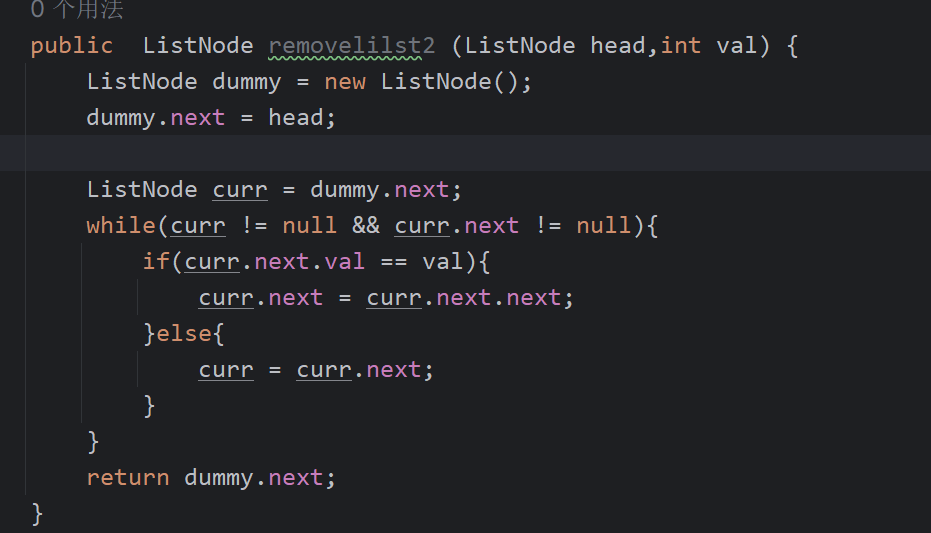 0 个用法
public  ListNode removelilst2 (ListNode head,int val) {
    ListNode dummy = new ListNode();
    dummy.next = head;
    ListNode curr = dummy.next;
    while(curr != null && curr.next != null){
        if(curr.next.val == val){
            curr.next = curr.next.next;
        }else{
            curr = curr.next;
        }
    }
    return dummy.next;
}